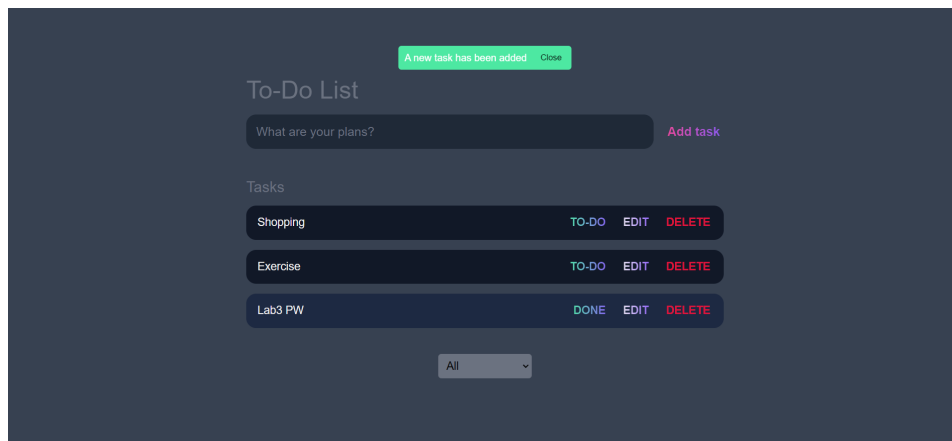 A new task has been added Close
To-Do List
What are your plans? Add task
Tasks
Shopping TO-DO EDIT DELETE
Exercise TO-DO EDIT DELETE
Lab3 PW DONE EDIT DELETE
All